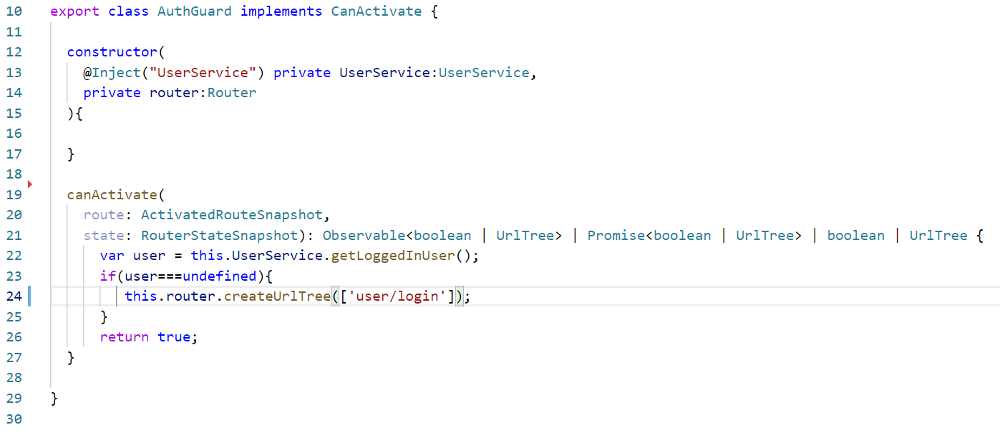 10 export class AuthGuard implements CanActivate {
11
12   constructor(
13     @Inject("UserService") private UserService:UserService,
14     private router:Router
15   ){
16
17   }
18
19   canActivate(
20     route: ActivatedRouteSnapshot,
21     state: RouterStateSnapshot): Observable<boolean | UrlTree> | Promise<boolean | UrlTree> | boolean | UrlTree {
22       var user = this.UserService.getLoggedInUser();
23       if(user===undefined){
24          this.router.createUrlTree(['user/login']);
25       }
26       return true;
27   }
28
29 }
30